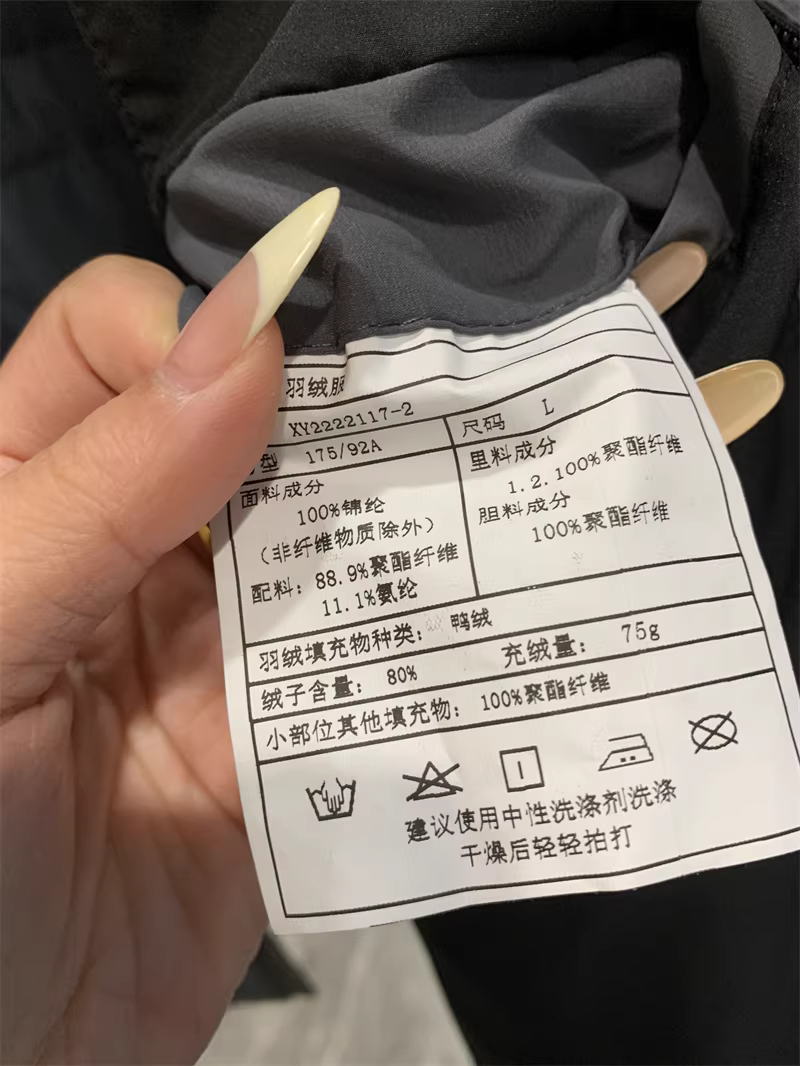 羽绒服
XY2222117-2
尺码 L
型 175/92A
面料成分
100%锦纶
(非纤维物质除外)
配料: 88.9%聚酯纤维
11.1%氨纶
里料成分
1.2.100%聚酯纤维
胆料成分
100%聚酯纤维
羽绒填充物种类: 鸭绒
绒子含量: 80% 充绒量: 75g
小部位其他填充物: 100%聚酯纤维
建议使用中性洗涤剂洗涤
干燥后轻轻拍打